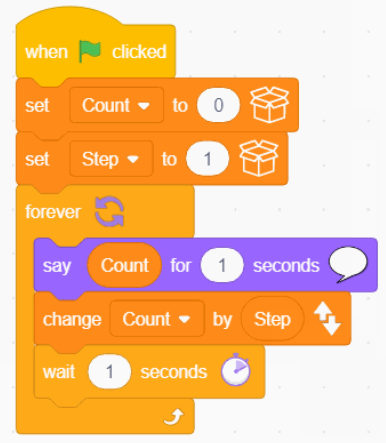 when clicked
set Count to 0
set Step to 1
forever
say Count for 1 seconds
change Count by Step
wait 1 seconds